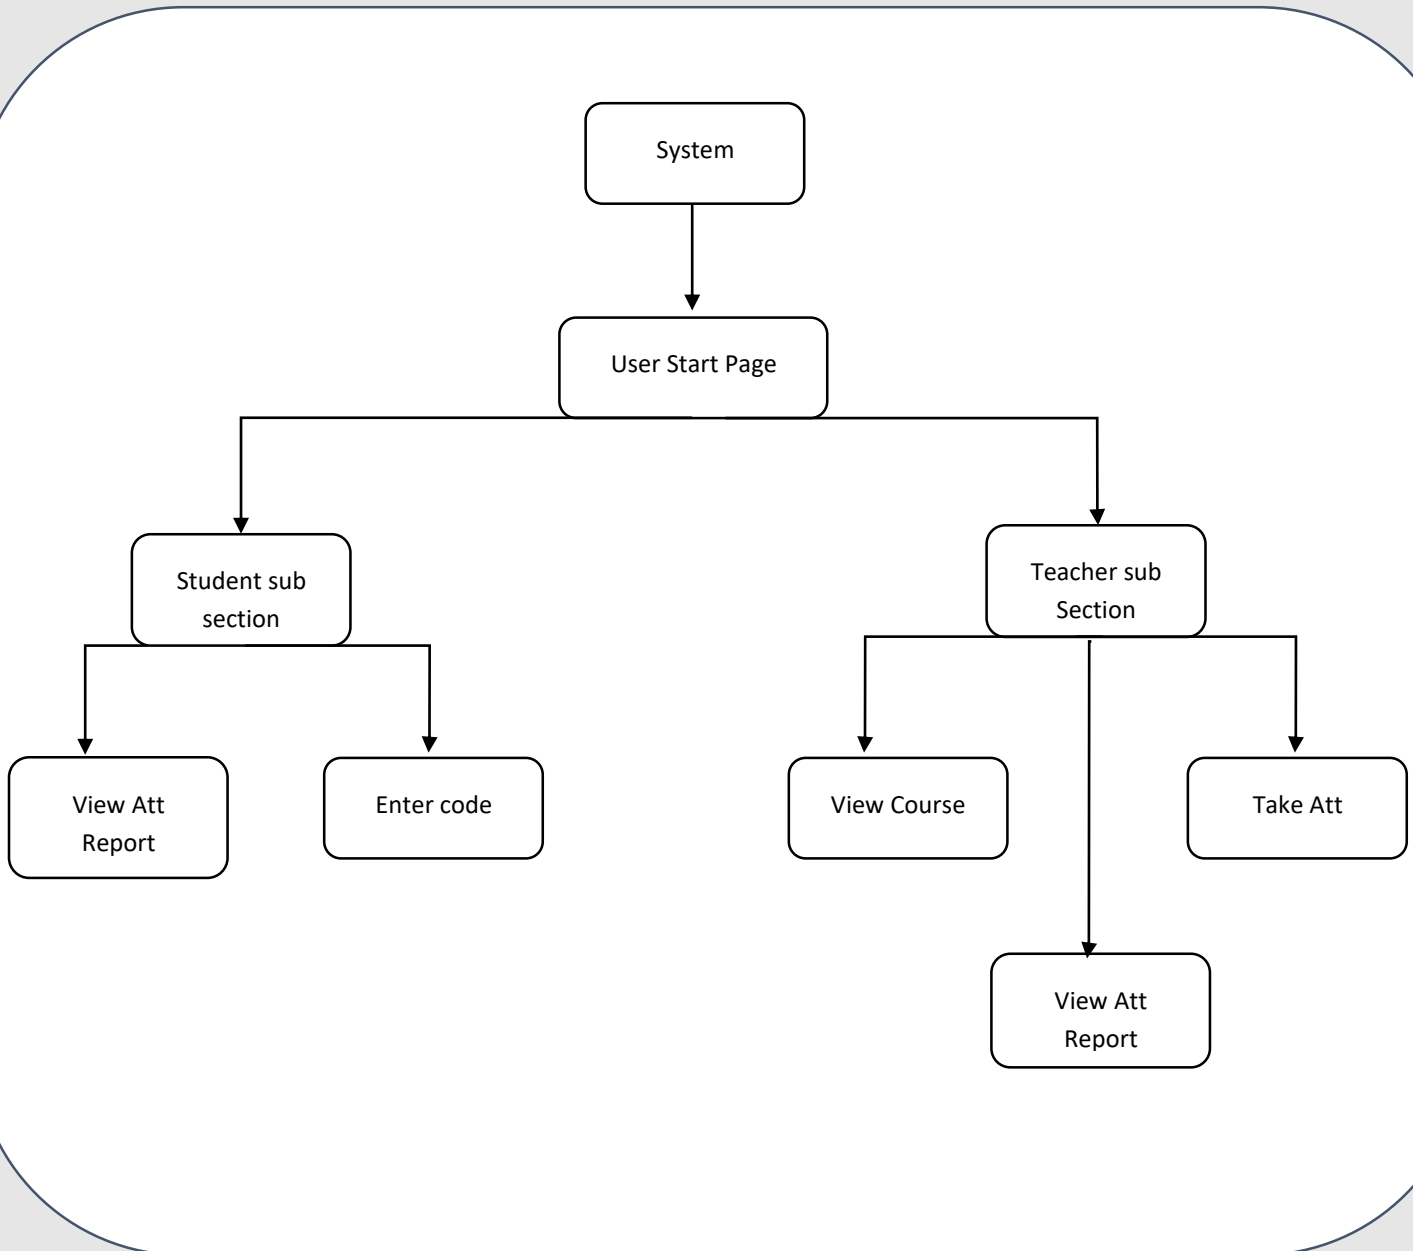 System
User Start Page
Student sub
section
Teacher sub
Section
View Att
Report
Enter code
View Course
Take Att
View Att
Report